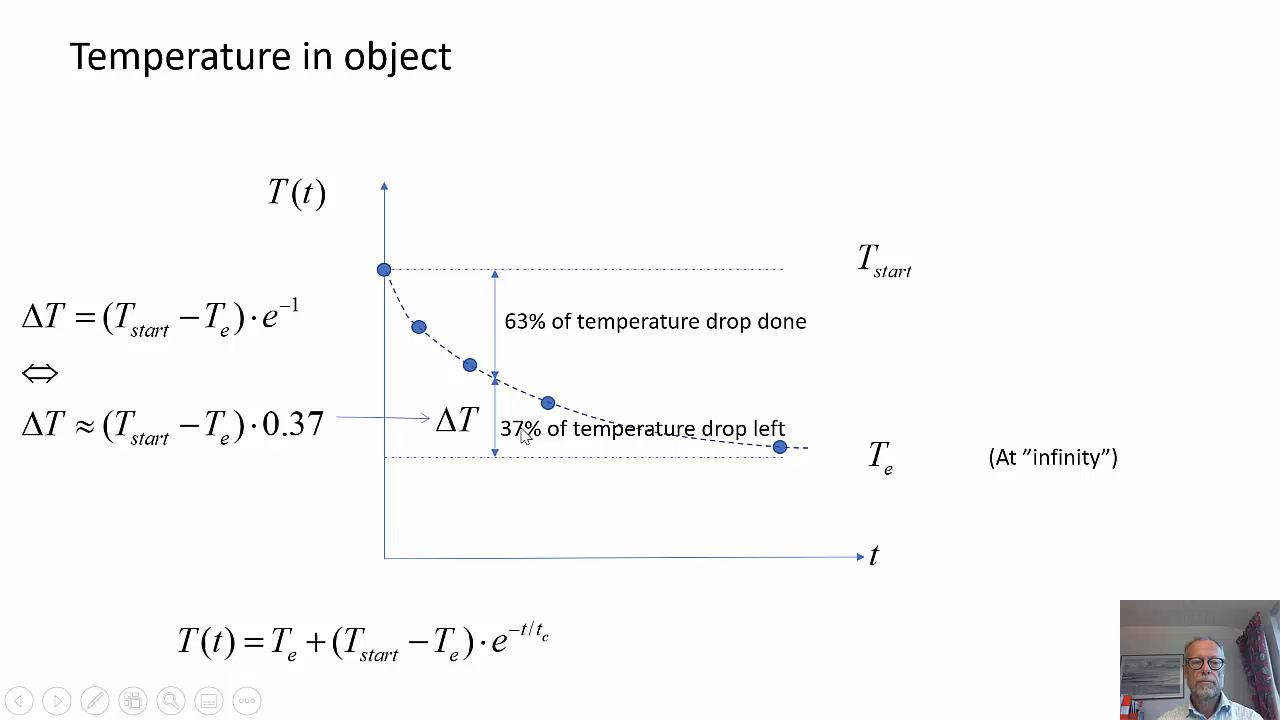 Temperature in object
T(t)
T_start
ΔT = (T_start − T_e) · e^−1
63% of temperature drop done
⇔
ΔT ≈ (T_start − T_e) · 0.37
ΔT
37% of temperature drop left
T_e
(At ”infinity”)
t
T(t) = T_e + (T_start − T_e) · e^−t/t_c